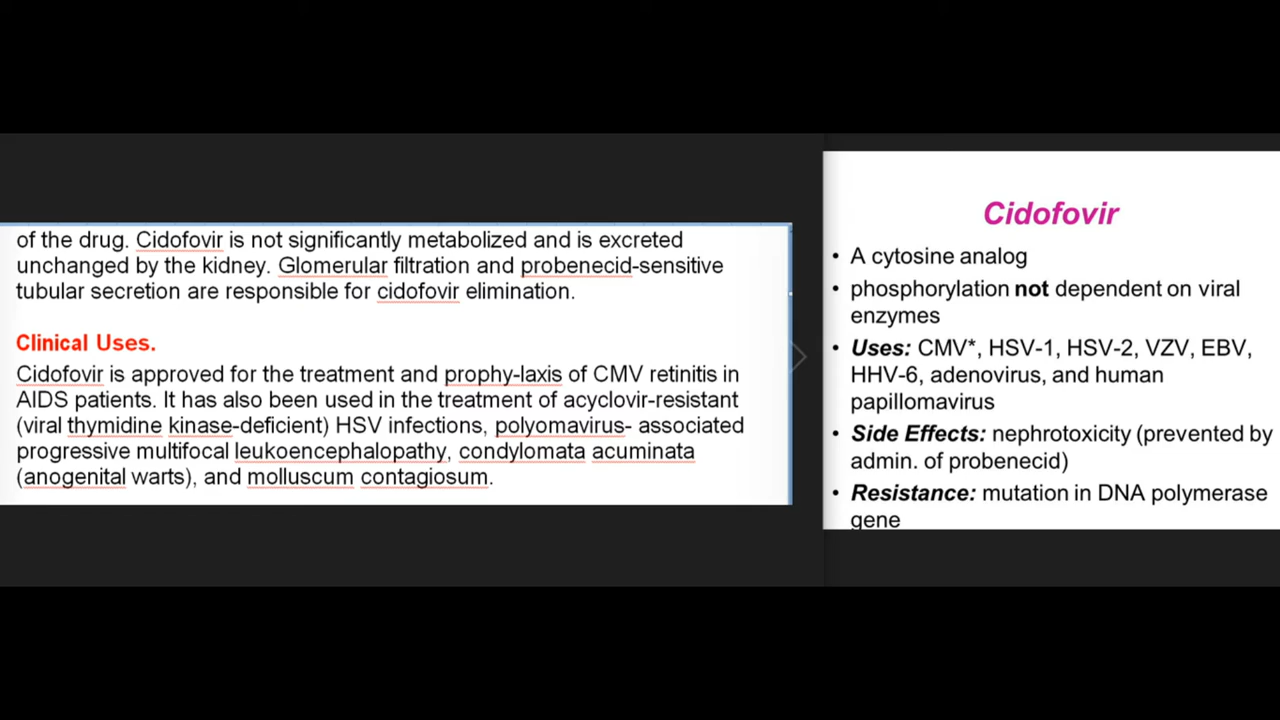 of the drug. Cidofovir is not significantly metabolized and is excreted
unchanged by the kidney. Glomerular filtration and probenecid-sensitive
tubular secretion are responsible for cidofovir elimination.
Clinical Uses.
Cidofovir is approved for the treatment and prophy-laxis of CMV retinitis in
AIDS patients. It has also been used in the treatment of acyclovir-resistant
(viral thymidine kinase-deficient) HSV infections, polyomavirus- associated
progressive multifocal leukoencephalopathy, condylomata acuminata
(anogenital warts), and molluscum contagiosum.
Cidofovir
• A cytosine analog
• phosphorylation not dependent on viral
enzymes
• Uses: CMV*, HSV-1, HSV-2, VZV, EBV,
HHV-6, adenovirus, and human
papillomavirus
• Side Effects: nephrotoxicity (prevented by
admin. of probenecid)
• Resistance: mutation in DNA polymerase
gene